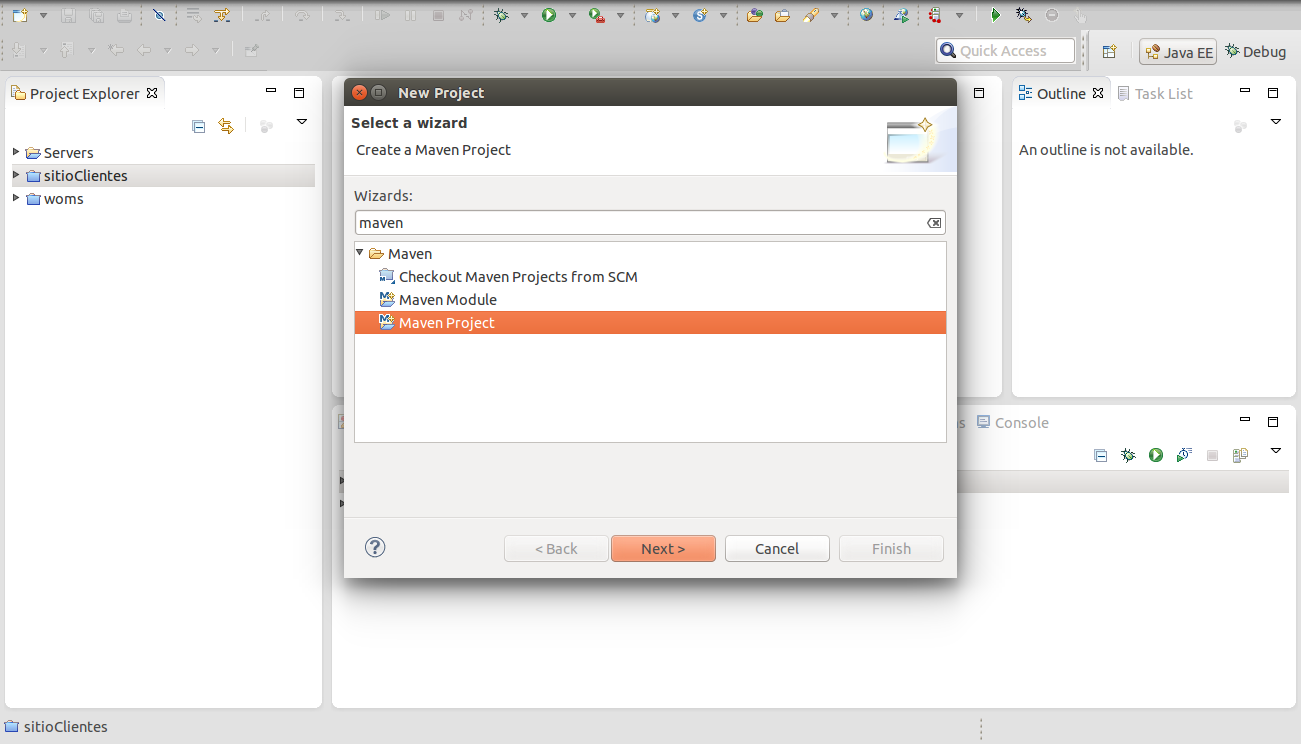 Quick Access
Java EE
Debug
Project Explorer
Servers
sitioClientes
woms
New Project
Select a wizard
Create a Maven Project
Wizards:
maven
Maven
Checkout Maven Projects from SCM
Maven Module
Maven Project
< Back
Next >
Cancel
Finish
Outline
Task List
An outline is not available.
s
Console
sitioClientes